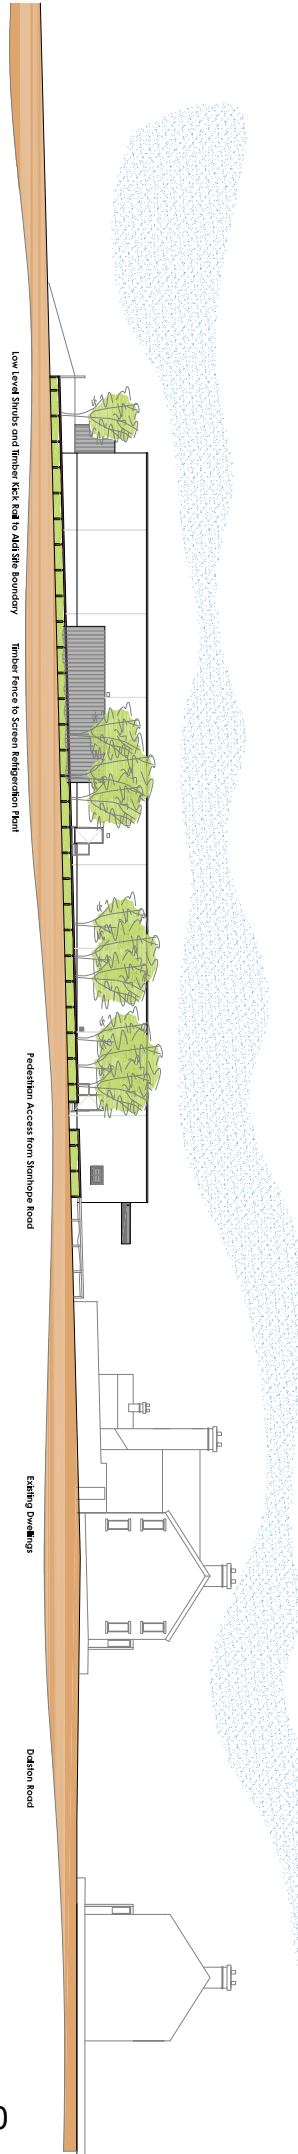 Low Level Shrubs and Timber Kick Rail to Aldi Site Boundary
Timber Fence to Screen Refrigeration Plant
Pedestrian Access from Stanhope Road
Existing Dwellings
Dalston Road